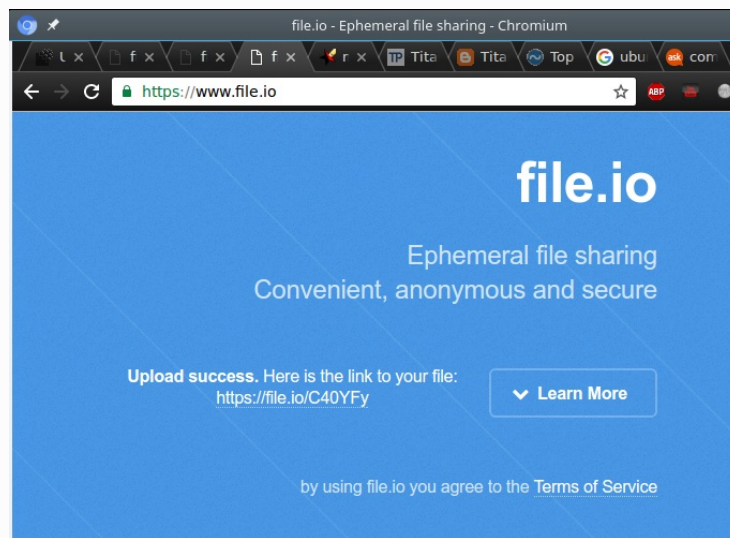 file.io - Ephemeral file sharing - Chromium
f f f r Tita Tita Top ubu com
https://www.file.io
ABP
file.io
Ephemeral file sharing
Convenient, anonymous and secure
Upload success. Here is the link to your file:
https://file.io/C40YFy
Learn More
by using file.io you agree to the Terms of Service